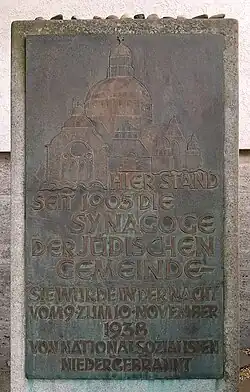 HIER STAND
SEIT 1905 DIE
SYNAGOGE
DER JÜDISCHEN
GEMEINDE
SIE WURDE IN DER NACHT
VOM 9. ZUM 10. NOVEMBER
1938
VON NATIONALSOZIALISTEN
NIEDERGEBRANNT